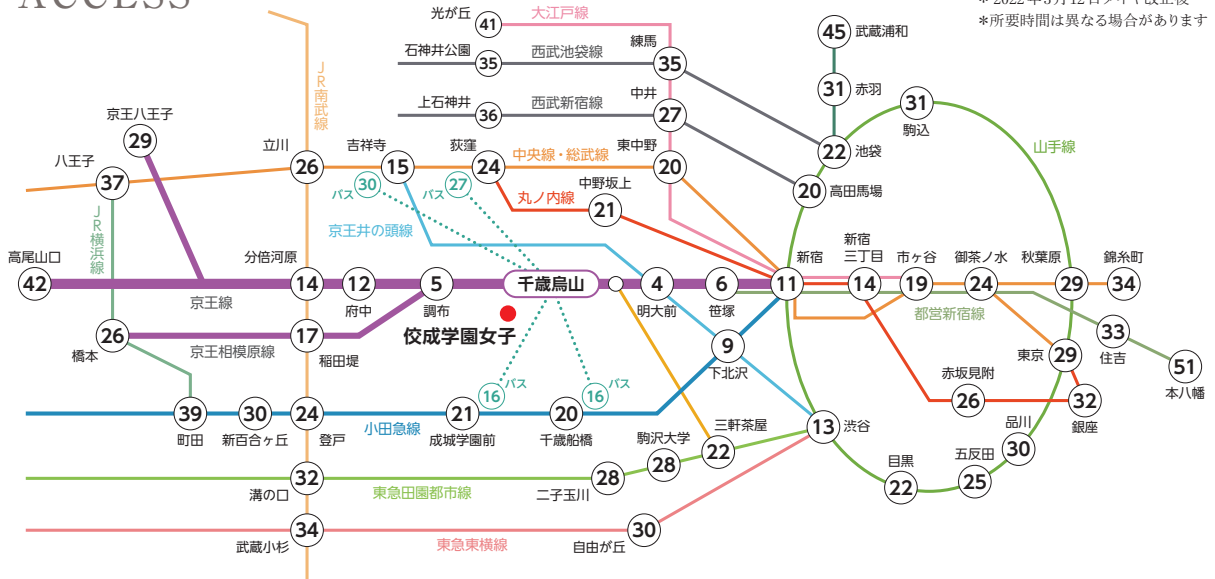 ACCESS
*2022年3月12日ダイヤ改正後
*所要時間は異なる場合があります
光が丘
41
大江戸線
45
武蔵浦和
JR南武線
石神井公園
35
西武池袋線
練馬
35
31
赤羽
京王八王子
29
上石神井
36
西武新宿線
中井
27
31
駒込
山手線
八王子
37
立川
26
吉祥寺
15
荻窪
24
中央線・総武線
東中野
20
22
池袋
バス
30
バス
27
丸ノ内線
中野坂上
21
20
高田馬場
JR横浜線
京王井の頭線
高尾山口
42
京王線
分倍河原
14
12
府中
5
調布
千歳烏山
4
明大前
6
笹塚
新宿
11
新宿
三丁目
14
市ヶ谷
19
御茶ノ水
24
秋葉原
29
錦糸町
34
都営新宿線
佼成学園女子
26
橋本
京王相模原線
17
稲田堤
9
下北沢
33
住吉
東京
29
51
本八幡
16
バス
16
バス
赤坂見附
26
32
銀座
39
町田
30
新百合ヶ丘
24
登戸
小田急線
21
成城学園前
20
千歳船橋
三軒茶屋
22
駒沢大学
28
13
渋谷
品川
30
32
溝の口
東急田園都市線
28
二子玉川
目黒
22
五反田
25
34
武蔵小杉
東急東横線
30
自由が丘